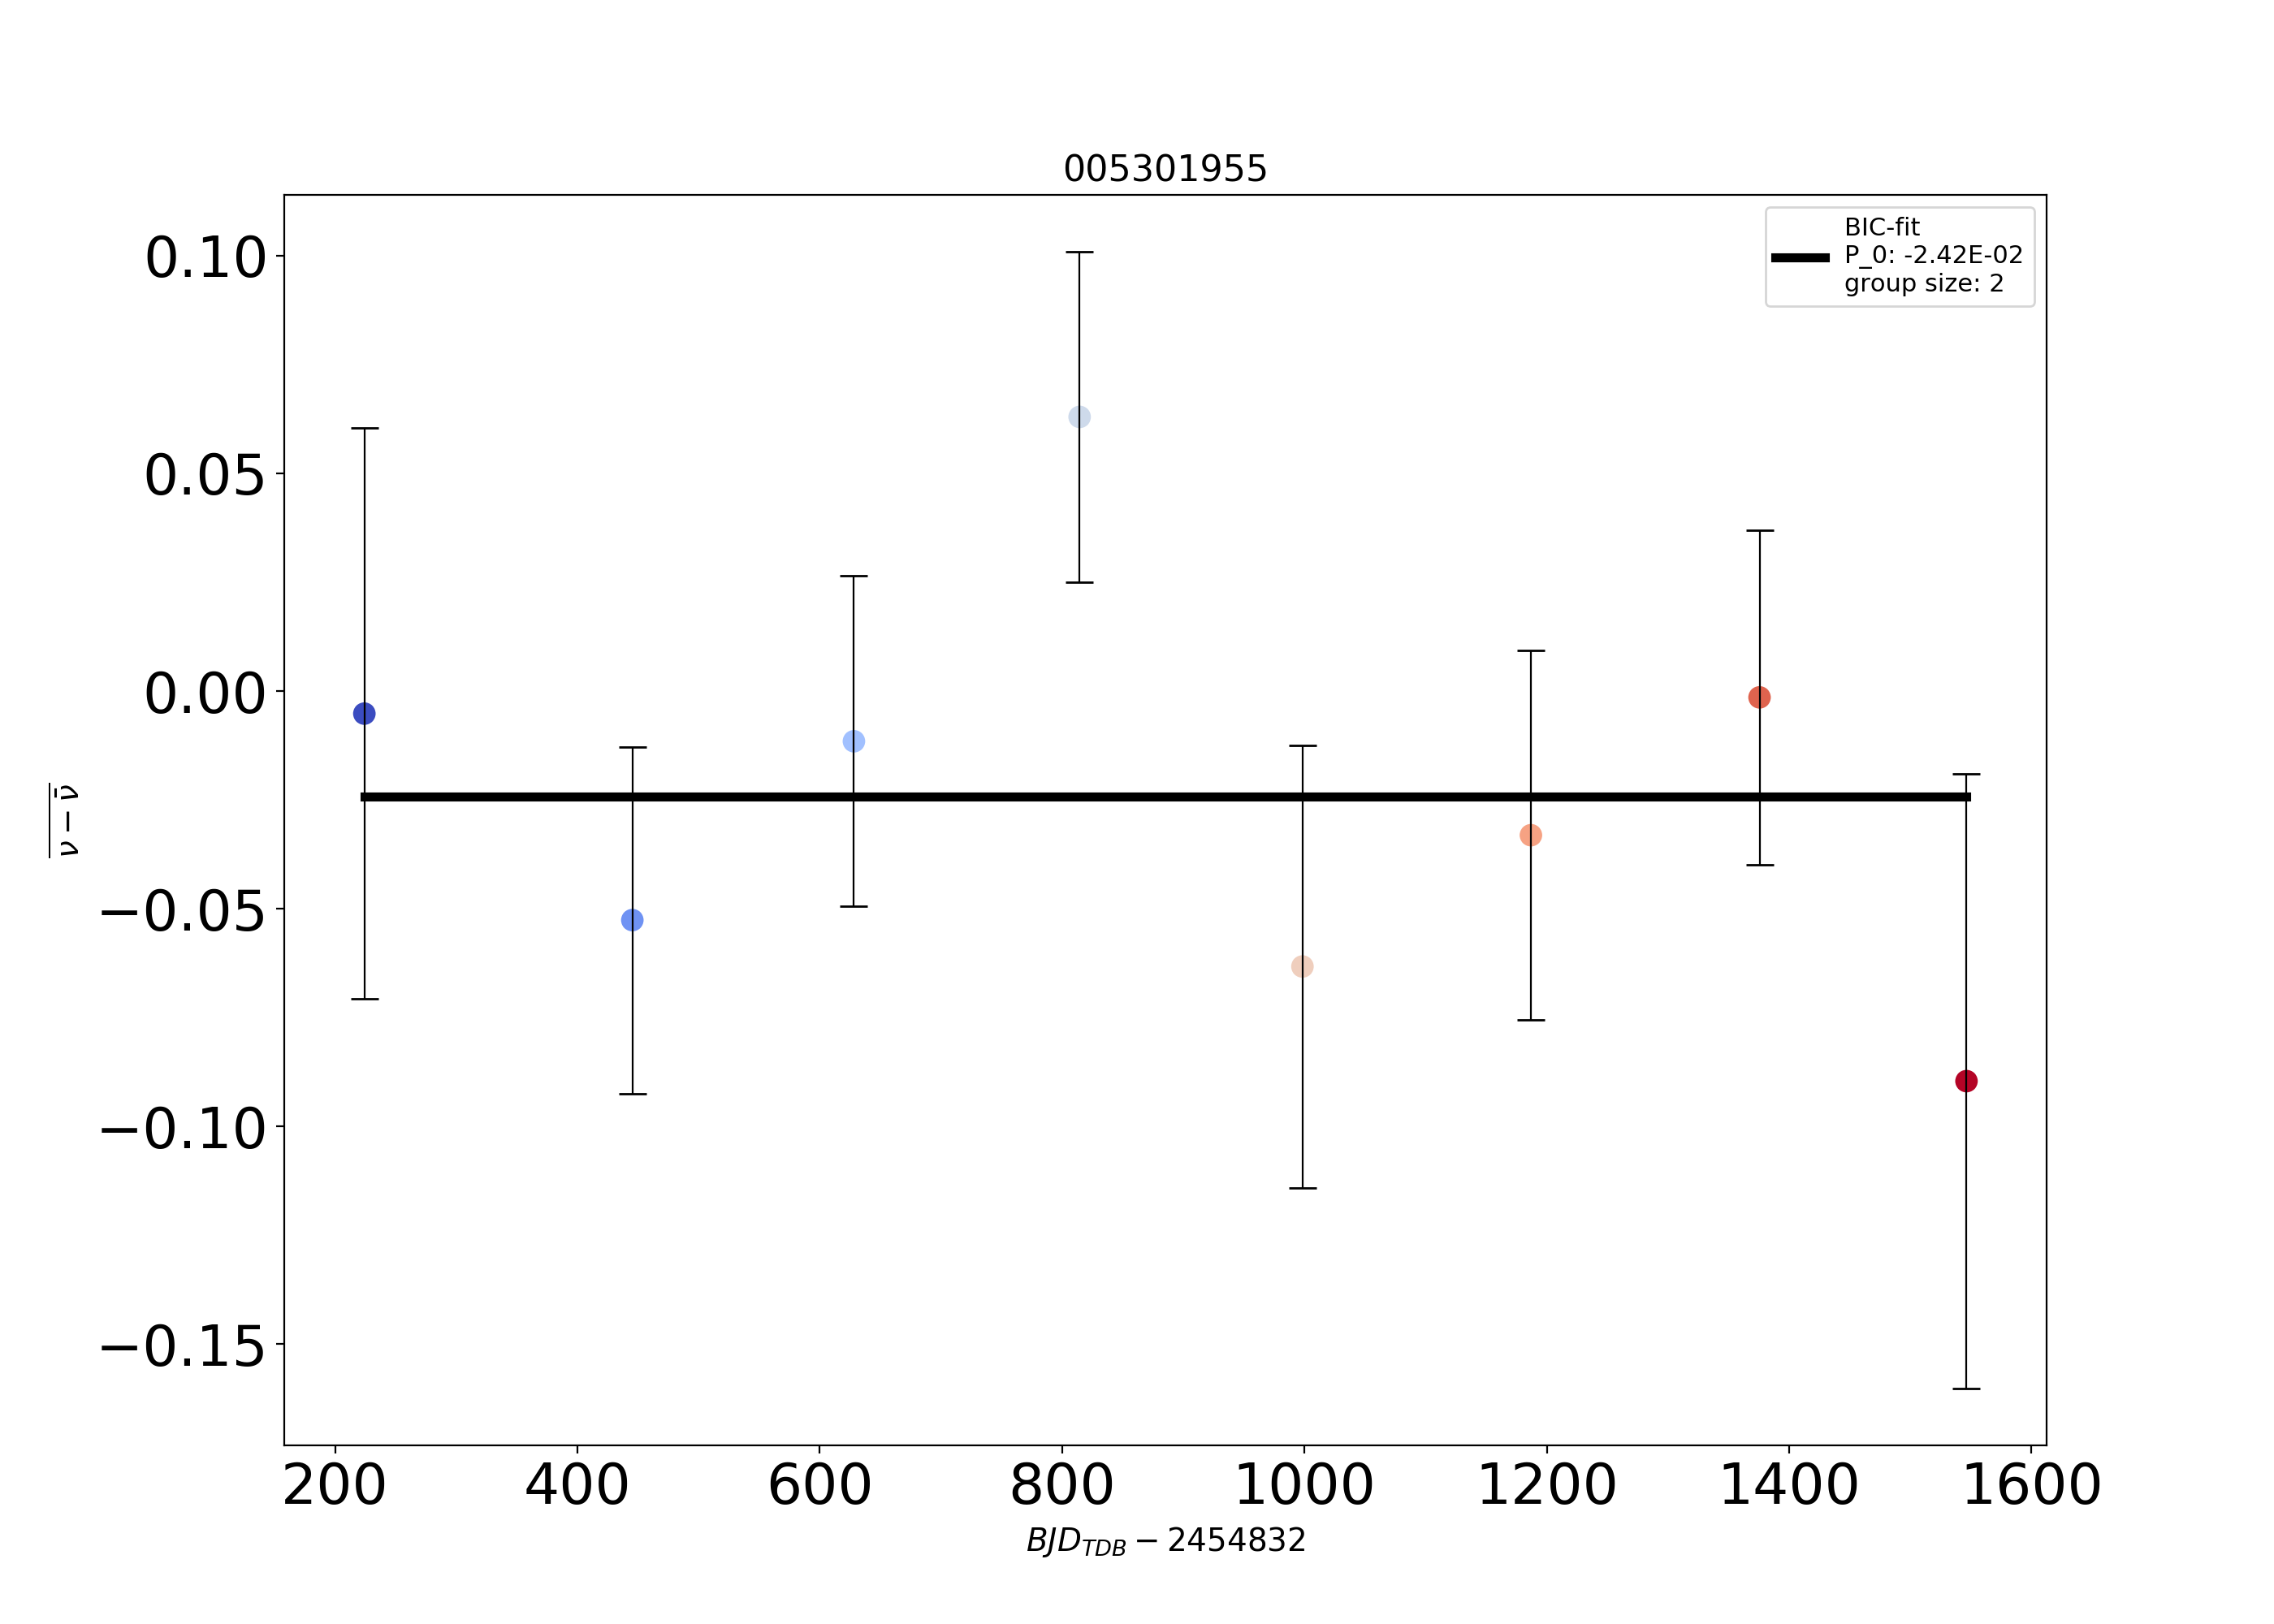 005301955
BIC-fit
P_0: -2.42E-02
group size: 2
0.10
0.05
0.00
−0.05
−0.10
−0.15
ν − ν̄
200 400 600 800 1000 1200 1400 1600
BJD_TDB − 2454832